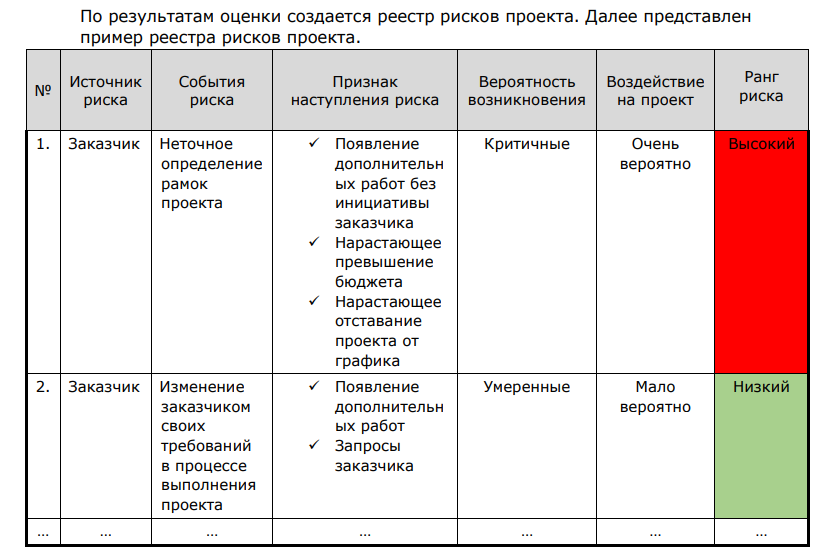 По результатам оценки создается реестр рисков проекта. Далее представлен
пример реестра рисков проекта.
№
Источник
риска
События
риска
Признак
наступления риска
Вероятность
возникновения
Воздействие
на проект
Ранг
риска
1.
Заказчик
Неточное
определение
рамок
проекта
✓ Появление
дополнительн
ых работ без
инициативы
заказчика
✓ Нарастающее
превышение
бюджета
✓ Нарастающее
отставание
проекта от
графика
Критичные
Очень
вероятно
Высокий
2.
Заказчик
Изменение
заказчиком
своих
требований
в процессе
выполнения
проекта
✓ Появление
дополнительн
ых работ
✓ Запросы
заказчика
Умеренные
Мало
вероятно
Низкий
…
…
…
…
…
…
…